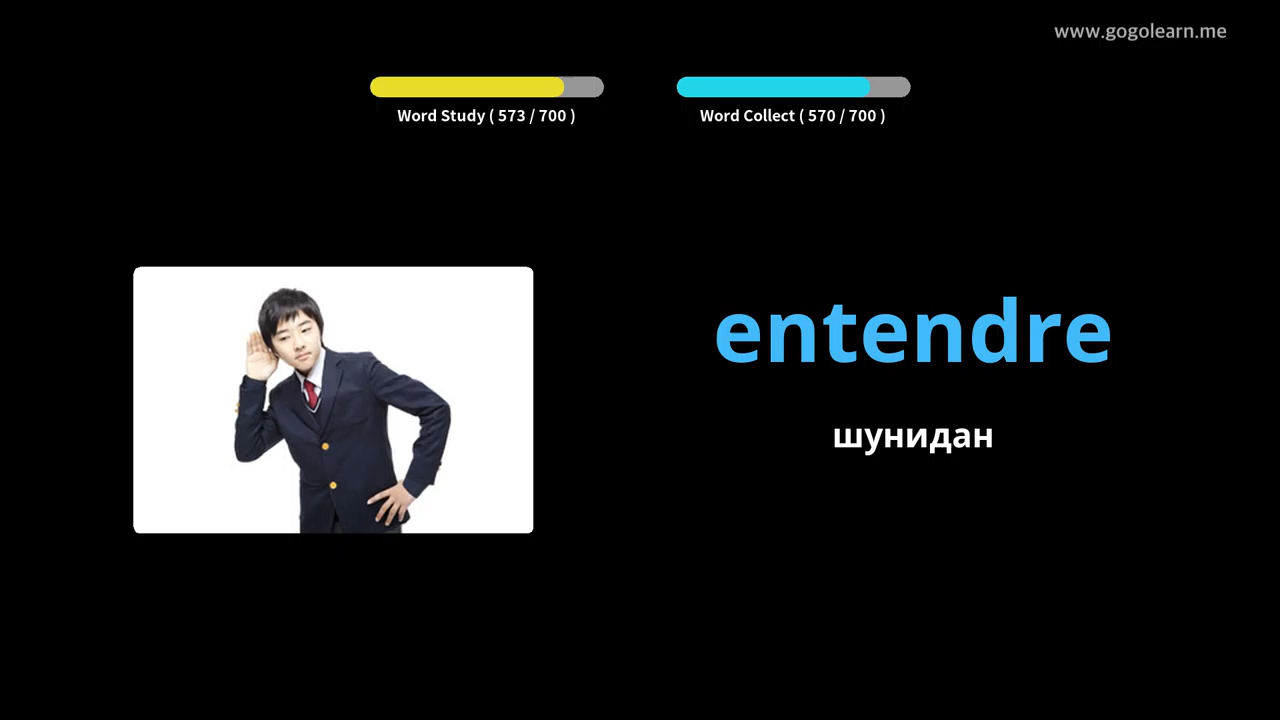 www.gogolearn.me
Word Study ( 573 / 700 )
Word Collect ( 570 / 700 )
entendre
шунидан